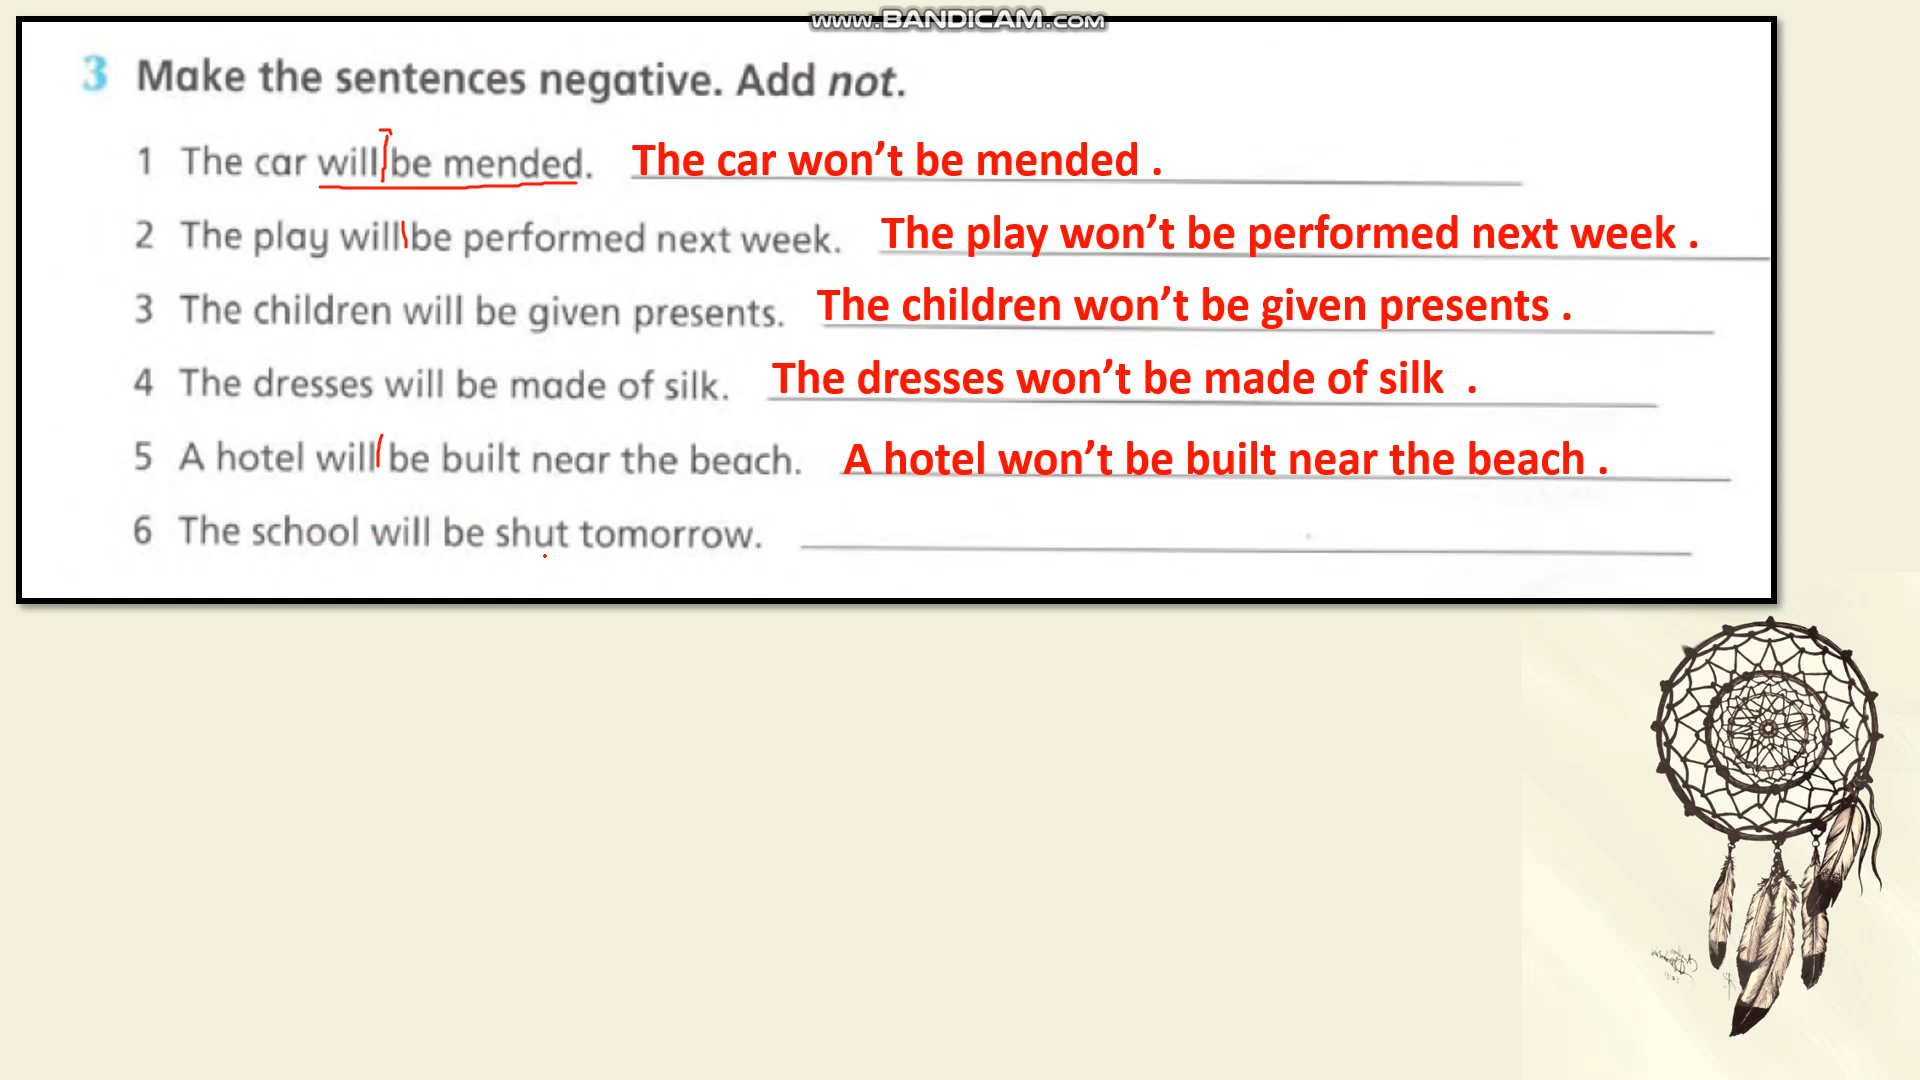 www.BANDICAM.com
3 Make the sentences negative. Add not.
1 The car will be mended. The car won’t be mended .
2 The play will be performed next week. The play won’t be performed next week .
3 The children will be given presents. The children won’t be given presents .
4 The dresses will be made of silk. The dresses won’t be made of silk .
5 A hotel will be built near the beach. A hotel won’t be built near the beach .
6 The school will be shut tomorrow.